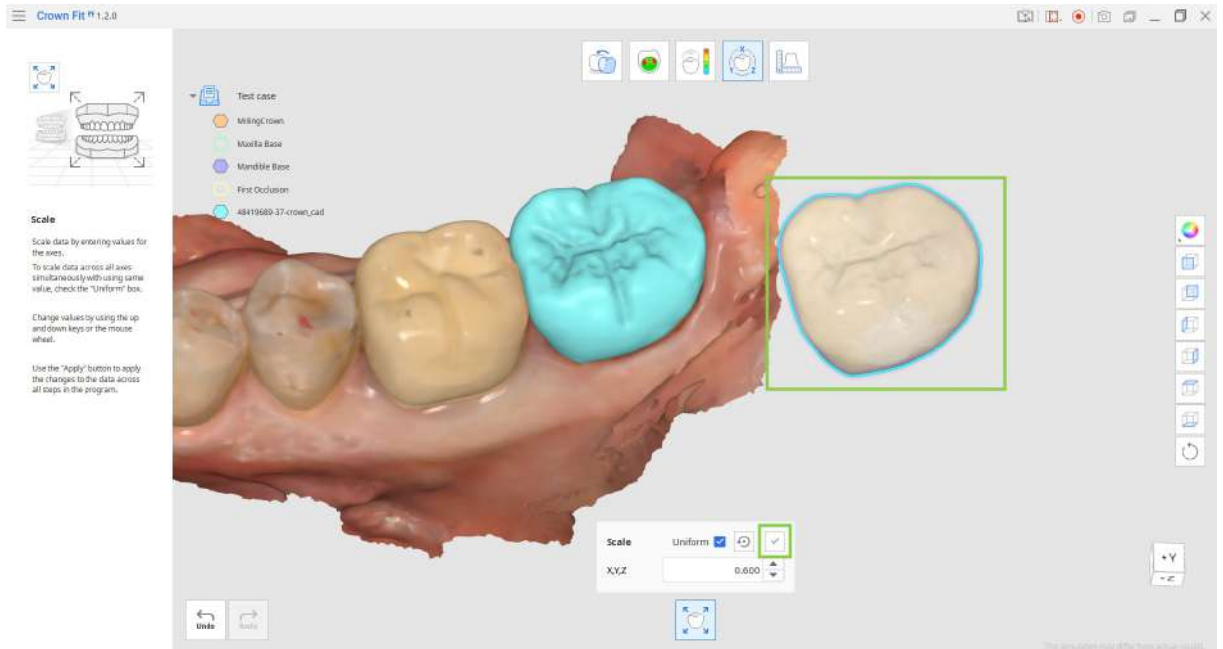 Crown Fit 1.2.0
Test case
MillingCrown
Maxilla Base
Mandible Base
First Occlusion
48419689-37-crown_cad
Scale
Scale data by entering values for
the axes.
To scale data across all axes
simultaneously with using same
value, check the "Uniform" box.
Change values by using the up
and down keys or the mouse
wheel.
Use the "Apply" button to apply
the changes to the data across
all steps in the program.
X
Y Z
Scale Uniform
X,Y,Z 0.600
Undo
Redo
+Y
-Z